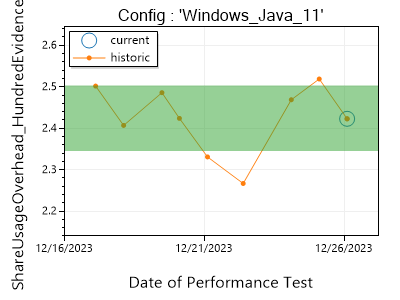 Config : 'Windows_Java_11'
ShareUsageOverhead_HundredEvidence
current
historic
2.6
2.5
2.4
2.3
2.2
12/16/2023
12/21/2023
12/26/2023
Date of Performance Test